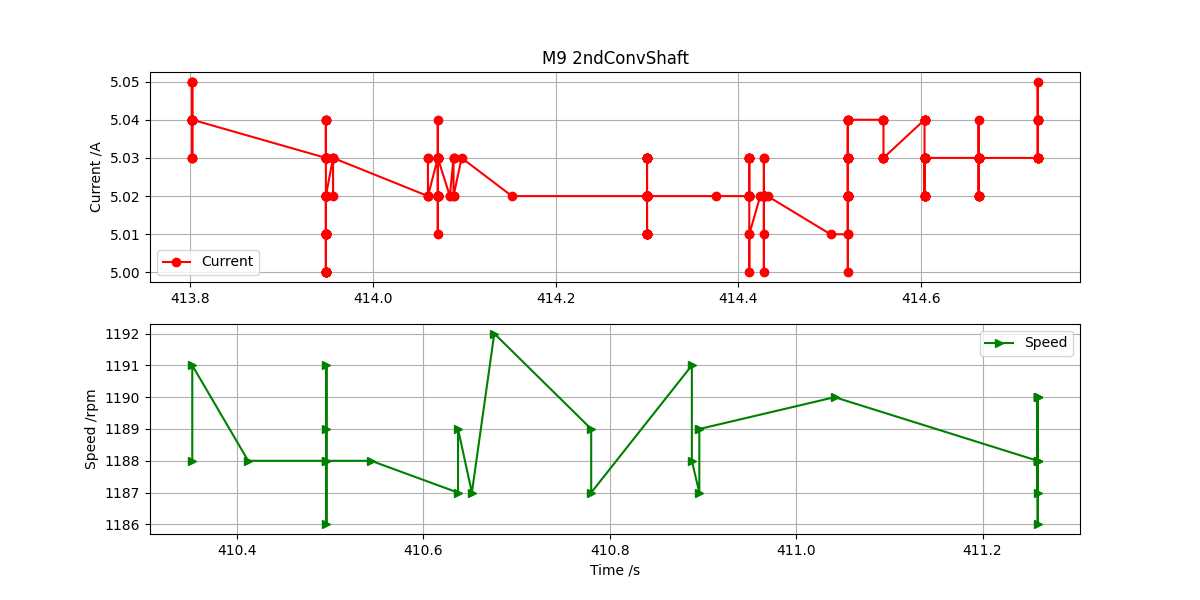 M9 2ndConvShaft
5.05
5.04
5.03
5.02
5.01
5.00
Current /A
Current
413.8 414.0 414.2 414.4 414.6
1192
1191
1190
1189
1188
1187
1186
Speed /rpm
Speed
410.4 410.6 410.8 411.0 411.2
Time /s